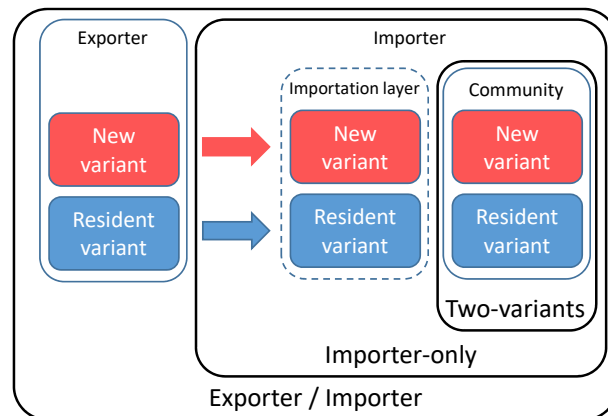 Exporter
Importer
Importation layer
Community
New
variant
New
variant
New
variant
Resident
variant
Resident
variant
Resident
variant
Two-variants
Importer-only
Exporter / Importer